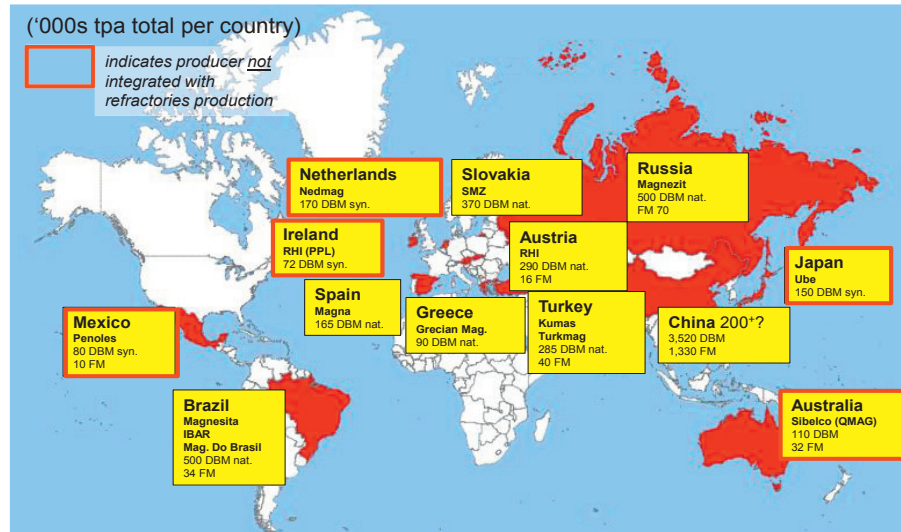 ('000s tpa total per country)
indicates producer not
integrated with
refractories production
Netherlands
Nedmag
170 DBM syn.
Slovakia
SMZ
370 DBM nat.
Russia
Magnezit
500 DBM nat.
FM 70
Ireland
RHI (PPL)
72 DBM syn.
Austria
RHI
290 DBM nat.
16 FM
Japan
Ube
150 DBM syn.
Spain
Magna
165 DBM nat.
Greece
Grecian Mag.
90 DBM nat.
Turkey
Kumas
Turkmag
285 DBM nat.
40 FM
China 200+?
3,520 DBM
1,330 FM
Mexico
Penoles
80 DBM syn.
10 FM
Brazil
Magnesita
IBAR
Mag. Do Brasil
500 DBM nat.
34 FM
Australia
Sibelco (QMAG)
110 DBM
32 FM